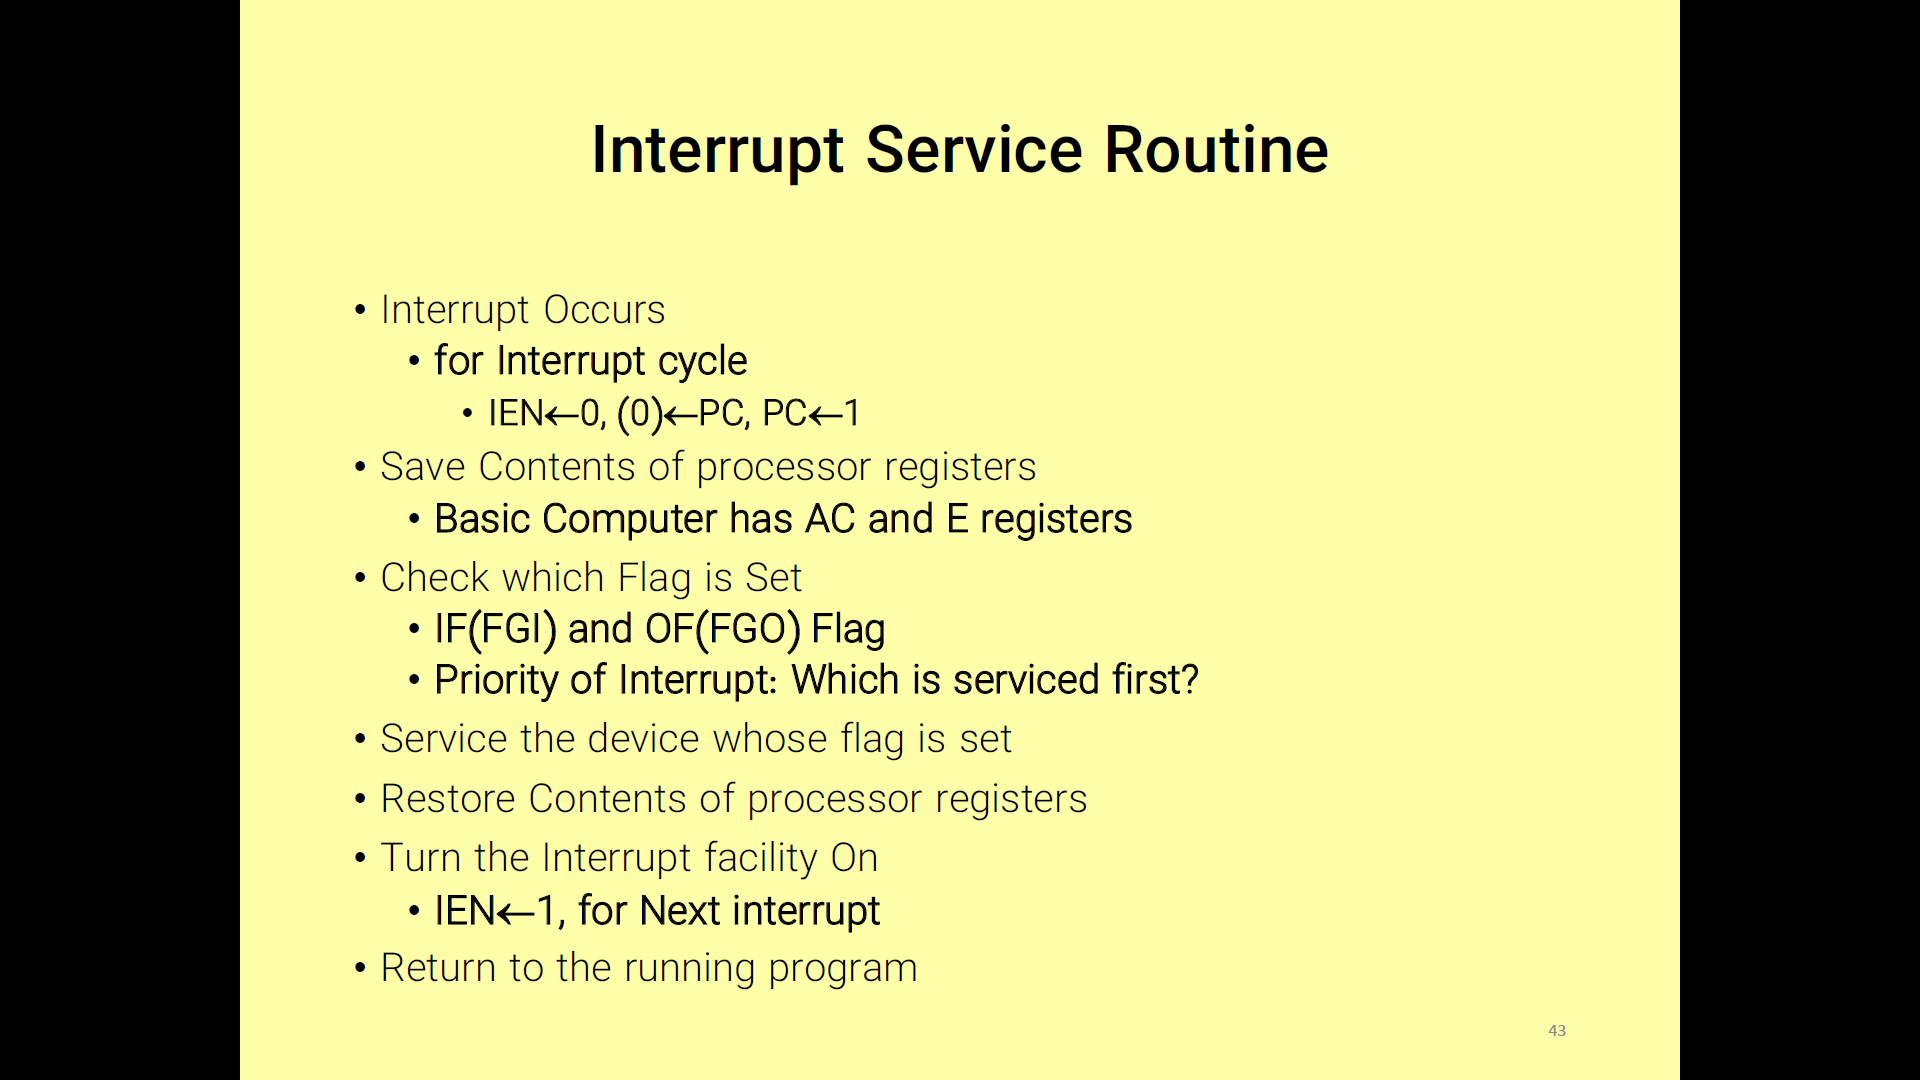 Interrupt Service Routine
• Interrupt Occurs
• for Interrupt cycle
• IEN←0, (0)←PC, PC←1
• Save Contents of processor registers
• Basic Computer has AC and E registers
• Check which Flag is Set
• IF(FGI) and OF(FGO) Flag
• Priority of Interrupt: Which is serviced first?
• Service the device whose flag is set
• Restore Contents of processor registers
• Turn the Interrupt facility On
• IEN←1, for Next interrupt
• Return to the running program
43